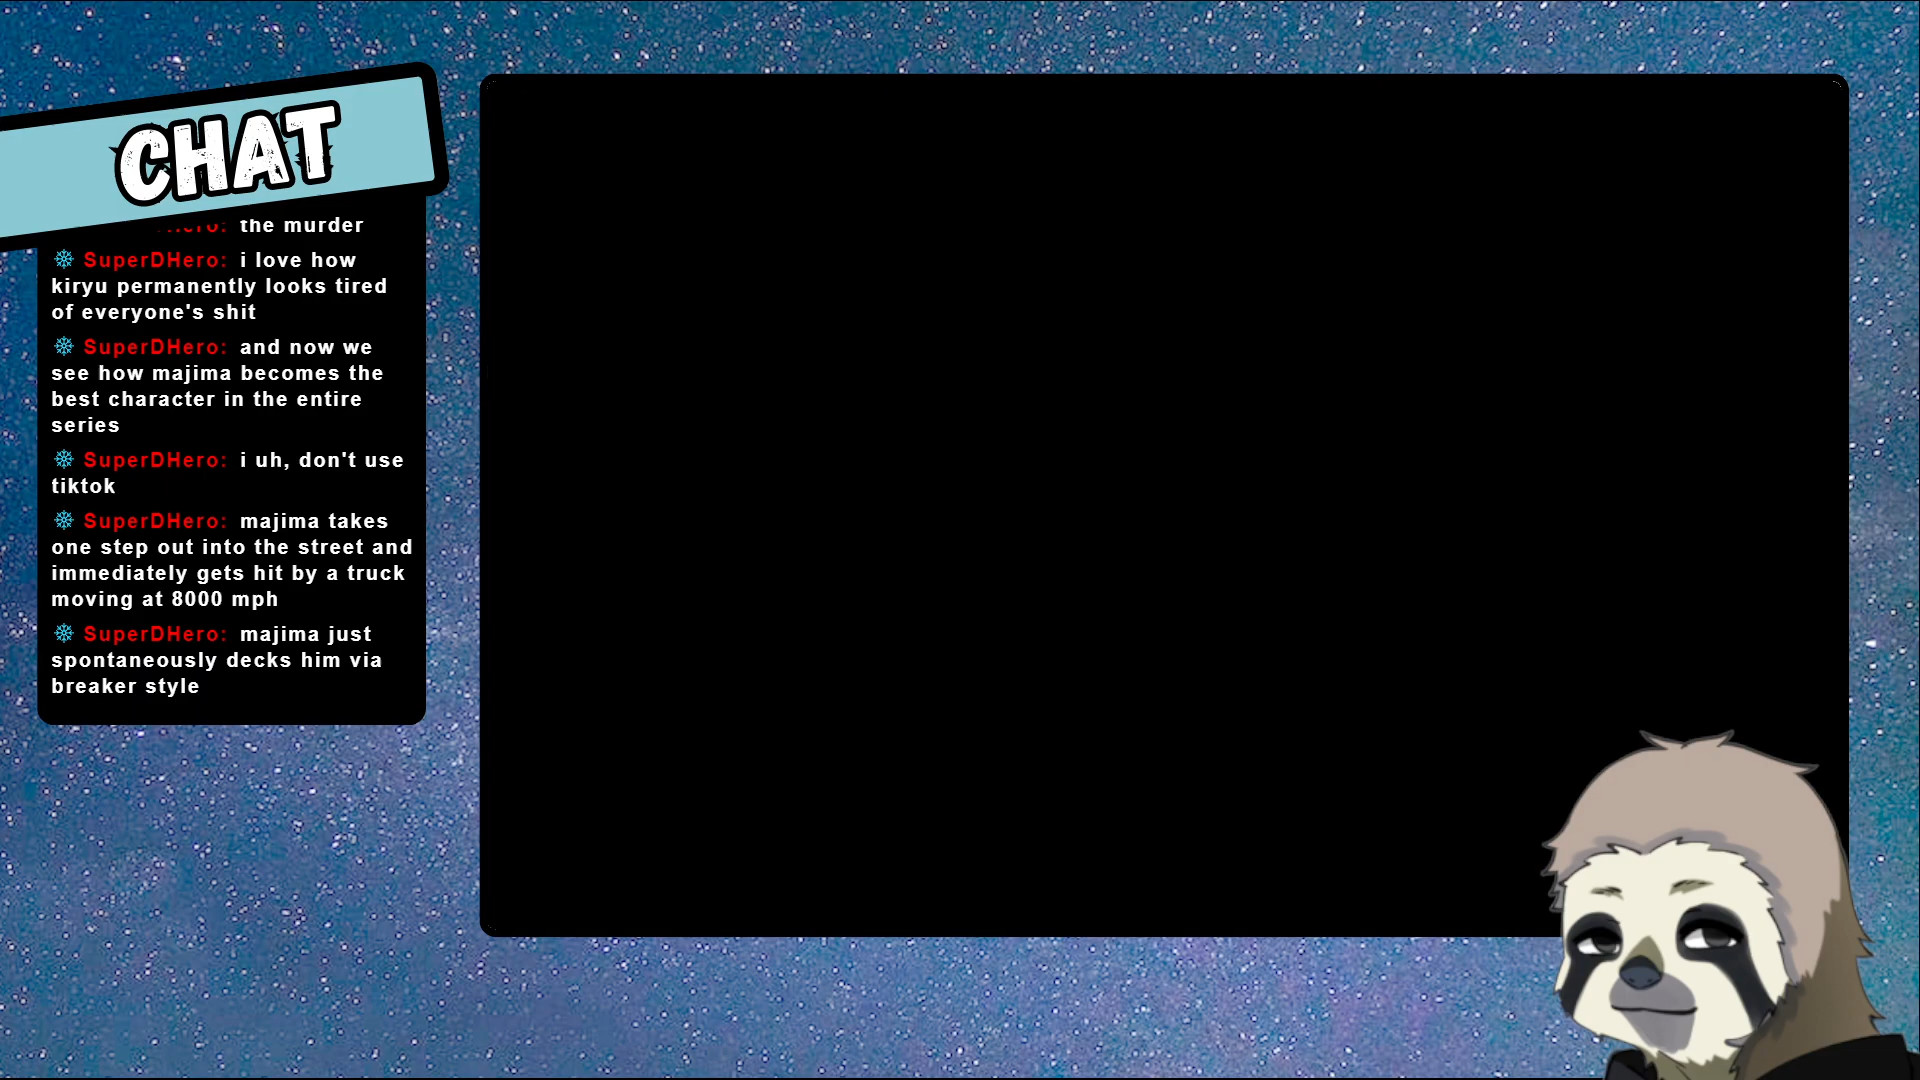 CHAT
the murder
SuperDHero: i love how
kiryu permanently looks tired
of everyone's shit
SuperDHero: and now we
see how majima becomes the
best character in the entire
series
SuperDHero: i uh, don't use
tiktok
SuperDHero: majima takes
one step out into the street and
immediately gets hit by a truck
moving at 8000 mph
SuperDHero: majima just
spontaneously decks him via
breaker style